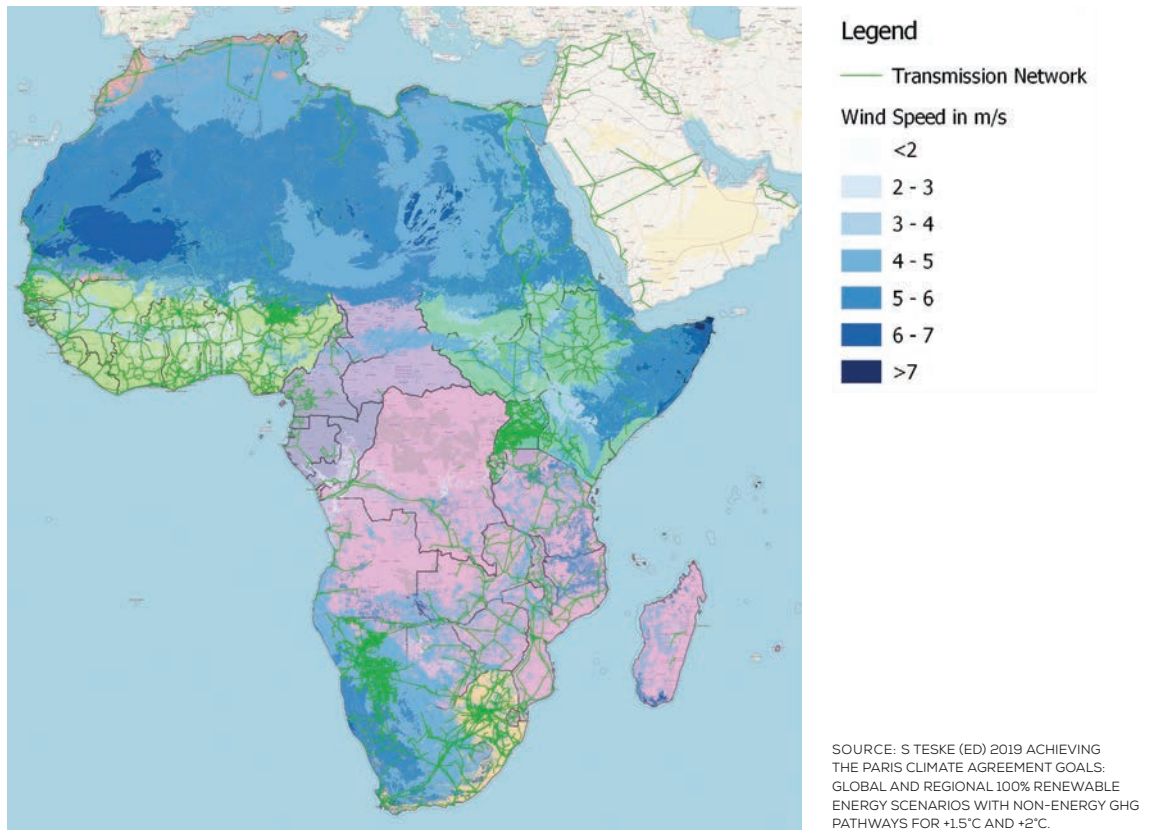 Legend
Transmission Network
Wind Speed in m/s
<2
2 - 3
3 - 4
4 - 5
5 - 6
6 - 7
>7
SOURCE: S TESKE (ED) 2019 ACHIEVING
THE PARIS CLIMATE AGREEMENT GOALS:
GLOBAL AND REGIONAL 100% RENEWABLE
ENERGY SCENARIOS WITH NON-ENERGY GHG
PATHWAYS FOR +1.5°C AND +2°C.